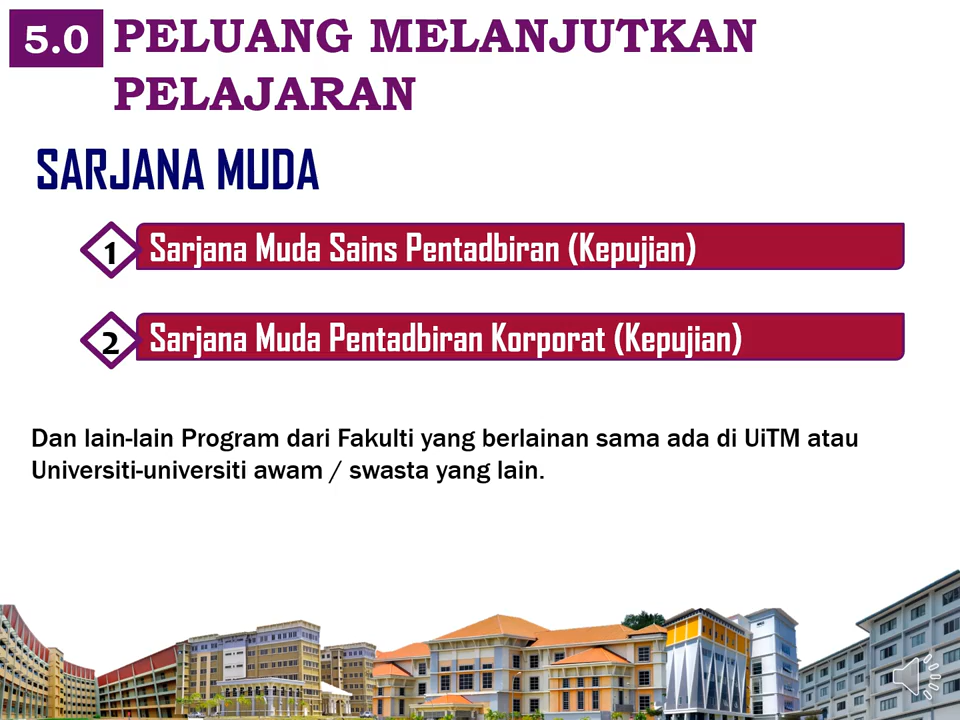 5.0 PELUANG MELANJUTKAN
PELAJARAN
SARJANA MUDA
1 Sarjana Muda Sains Pentadbiran (Kepujian)
2 Sarjana Muda Pentadbiran Korporat (Kepujian)
Dan lain-lain Program dari Fakulti yang berlainan sama ada di UiTM atau
Universiti-universiti awam / swasta yang lain.